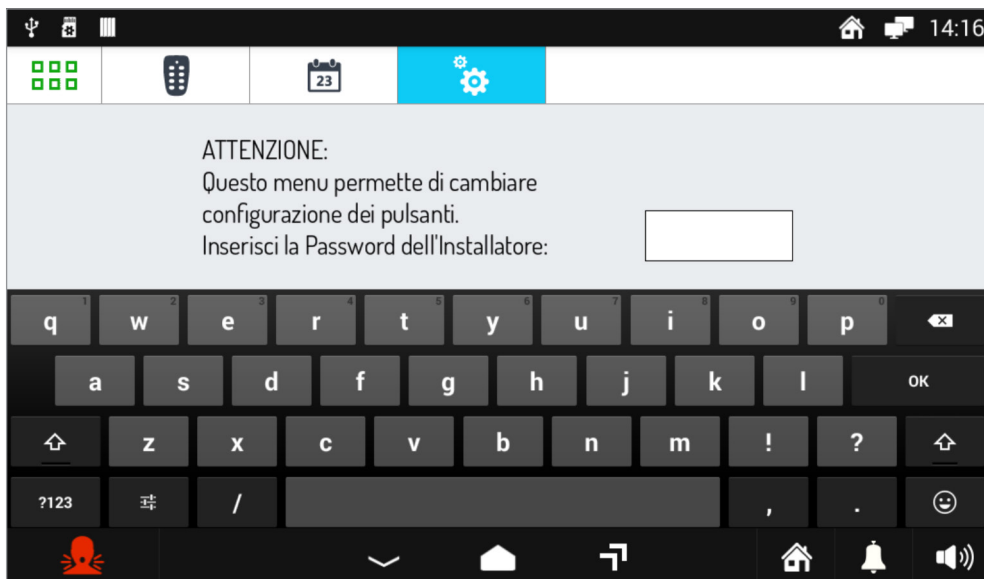 14:16
23
ATTENZIONE:
Questo menu permette di cambiare
configurazione dei pulsanti.
Inserisci la Password dell'Installatore:
1 2 3 4 5 6 7 8 9 0
q w e r t y u i o p
a s d f g h j k l OK
z x c v b n m ! ?
?123 / , .